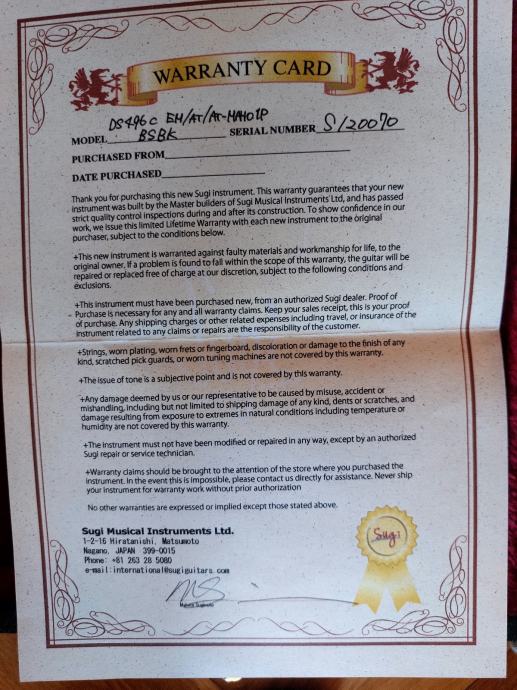 WARRANTY CARD
DS496C EM/AT/AT-MAHO1P
MODEL BSBK SERIAL NUMBER S120070
PURCHASED FROM
DATE PURCHASED
Thank you for purchasing this new Sugi instrument. This warranty guarantees that your new
instrument was built by the Master builders of Sugi Musical Instruments Ltd, and has passed
strict quality control inspections during and after its construction. To show confidence in our
work, we issue this limited Lifetime Warranty with each new instrument to the original
purchaser, subject to the conditions below.
+This new instrument is warranted against faulty materials and workmanship for life, to the
original owner. If a problem is found to fall within the scope of this warranty, the guitar will be
repaired or replaced free of charge at our discretion, subject to the following conditions and
exclusions.
+This instrument must have been purchased new, from an authorized Sugi dealer. Proof of
Purchase is necessary for any and all warranty claims. Keep your sales receipt, this is your proof
of purchase. Any shipping charges or other related expenses including travel, or insurance of the
instrument related to any claims or repairs are the responsibility of the customer.
+Strings, worn plating, worn frets or fingerboard, discoloration or damage to the finish of any
kind, scratched pick guards, or worn tuning machines are not covered by this warranty.
+The issue of tone is a subjective point and is not covered by this warranty.
+Any damage deemed by us or our representative to be caused by misuse, accident or
mishandling, including but not limited to shipping damage of any kind, dents or scratches, and
damage resulting from exposure to extremes in natural conditions including temperature or
humidity are not covered by this warranty.
+The instrument must not have been modified or repaired in any way, except by an authorized
Sugi repair or service technician.
+Warranty claims should be brought to the attention of the store where you purchased the
instrument. In the event this is impossible, please contact us directly for assistance. Never ship
your instrument for warranty work without prior authorization
No other warranties are expressed or implied except those stated above.
Sugi Musical Instruments Ltd.
1-2-16 Hiratanishi, Matsumoto
Nagano, JAPAN 399-0015
Phone: +81 263 28 5080
e-mail:international@sugiguitars.com
Sugi
Makoto Sugimoto